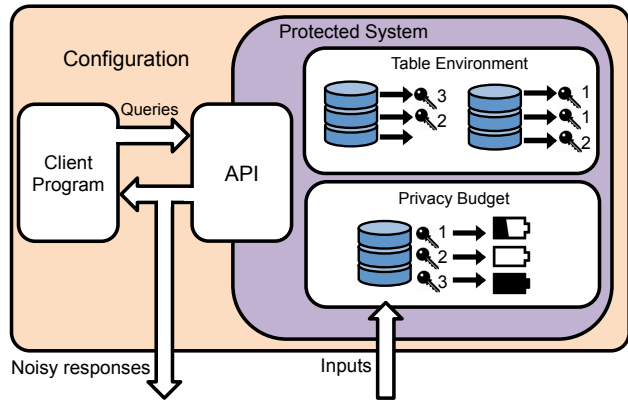 Protected System
Configuration
Table Environment
3
1
2
1
2
Queries
Client
Program
API
Privacy Budget
1
2
3
Noisy responses
Inputs